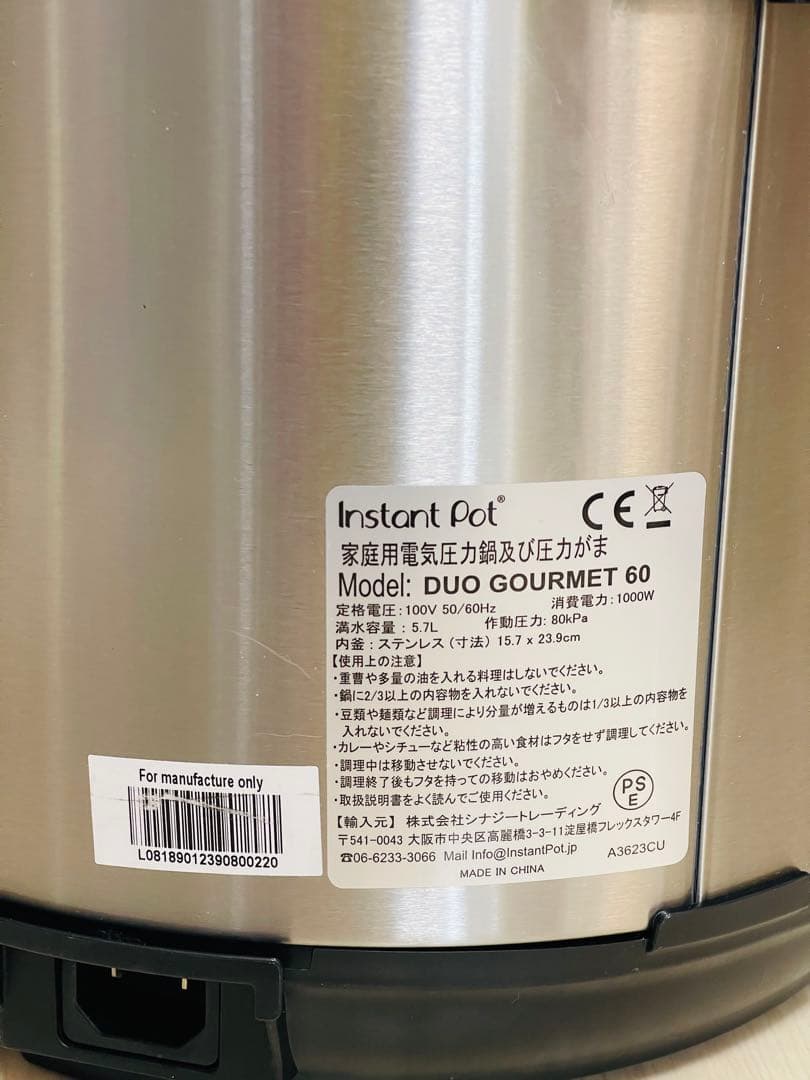 Instant Pot®
CE
家庭用電気圧力鍋及び圧力がま
Model: DUO GOURMET 60
定格電圧:100V 50/60Hz 消費電力:1000W
満水容量:5.7L 作動圧力:80kPa
内釜:ステンレス(寸法) 15.7 x 23.9cm
【使用上の注意】
・重曹や多量の油を入れる料理はしないでください。
・鍋に2/3以上の内容物を入れないでください。
・豆類や麺類など調理により分量が増えるものは1/3以上の内容物を
入れないでください。
・カレーやシチューなど粘性の高い食材はフタをせず調理してください。
・調理中は移動させないでください。
・調理終了後もフタを持っての移動はおやめください。
・取扱説明書をよく読んでご使用ください。
PS
E
【輸入元】 株式会社シナジートレーディング
〒541-0043 大阪市中央区高麗橋3-3-11淀屋橋フレックスタワー4F
☎06-6233-3066 Mail Info@InstantPot.jp A3623CU
MADE IN CHINA
For manufacture only
L08189012390800220